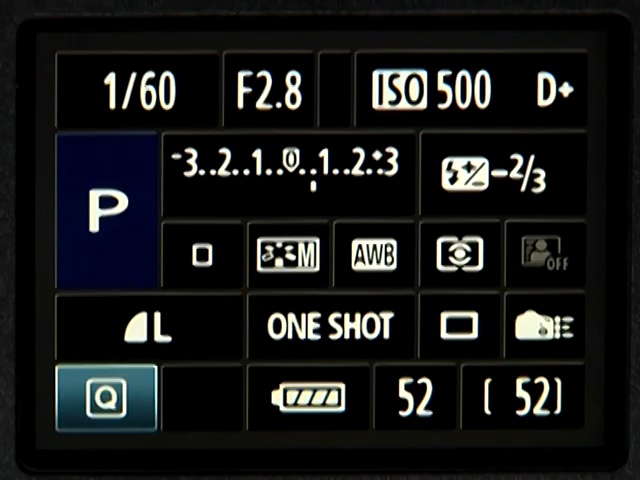 1/60 F2.8 ISO 500 D+
-3..2..1..0..1..2..+3 -2/3
P
M AWB OFF
L ONE SHOT
Q 52 [ 52]